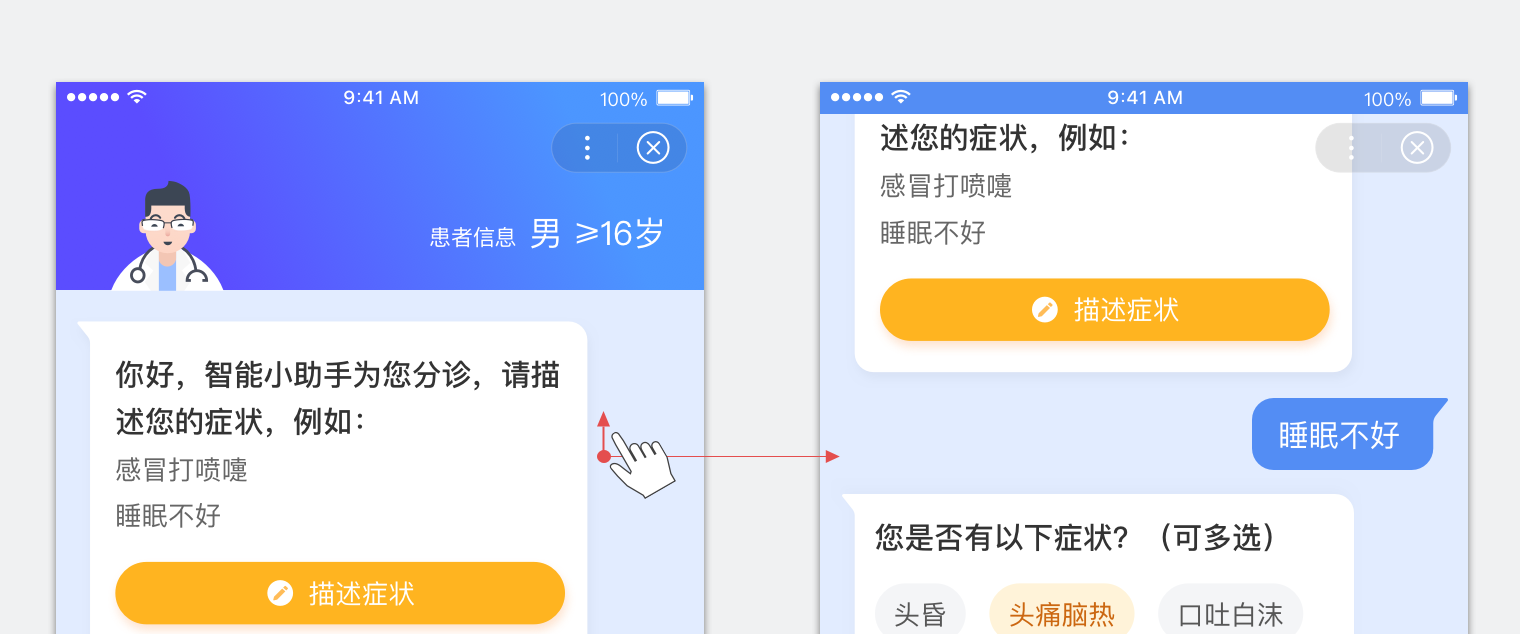 9:41 AM
100%
患者信息 男 ≥16岁
你好，智能小助手为您分诊，请描
述您的症状，例如：
感冒打喷嚏
睡眠不好
描述症状
9:41 AM
100%
述您的症状，例如：
感冒打喷嚏
睡眠不好
描述症状
睡眠不好
您是否有以下症状？（可多选）
头昏 头痛脑热 口吐白沫